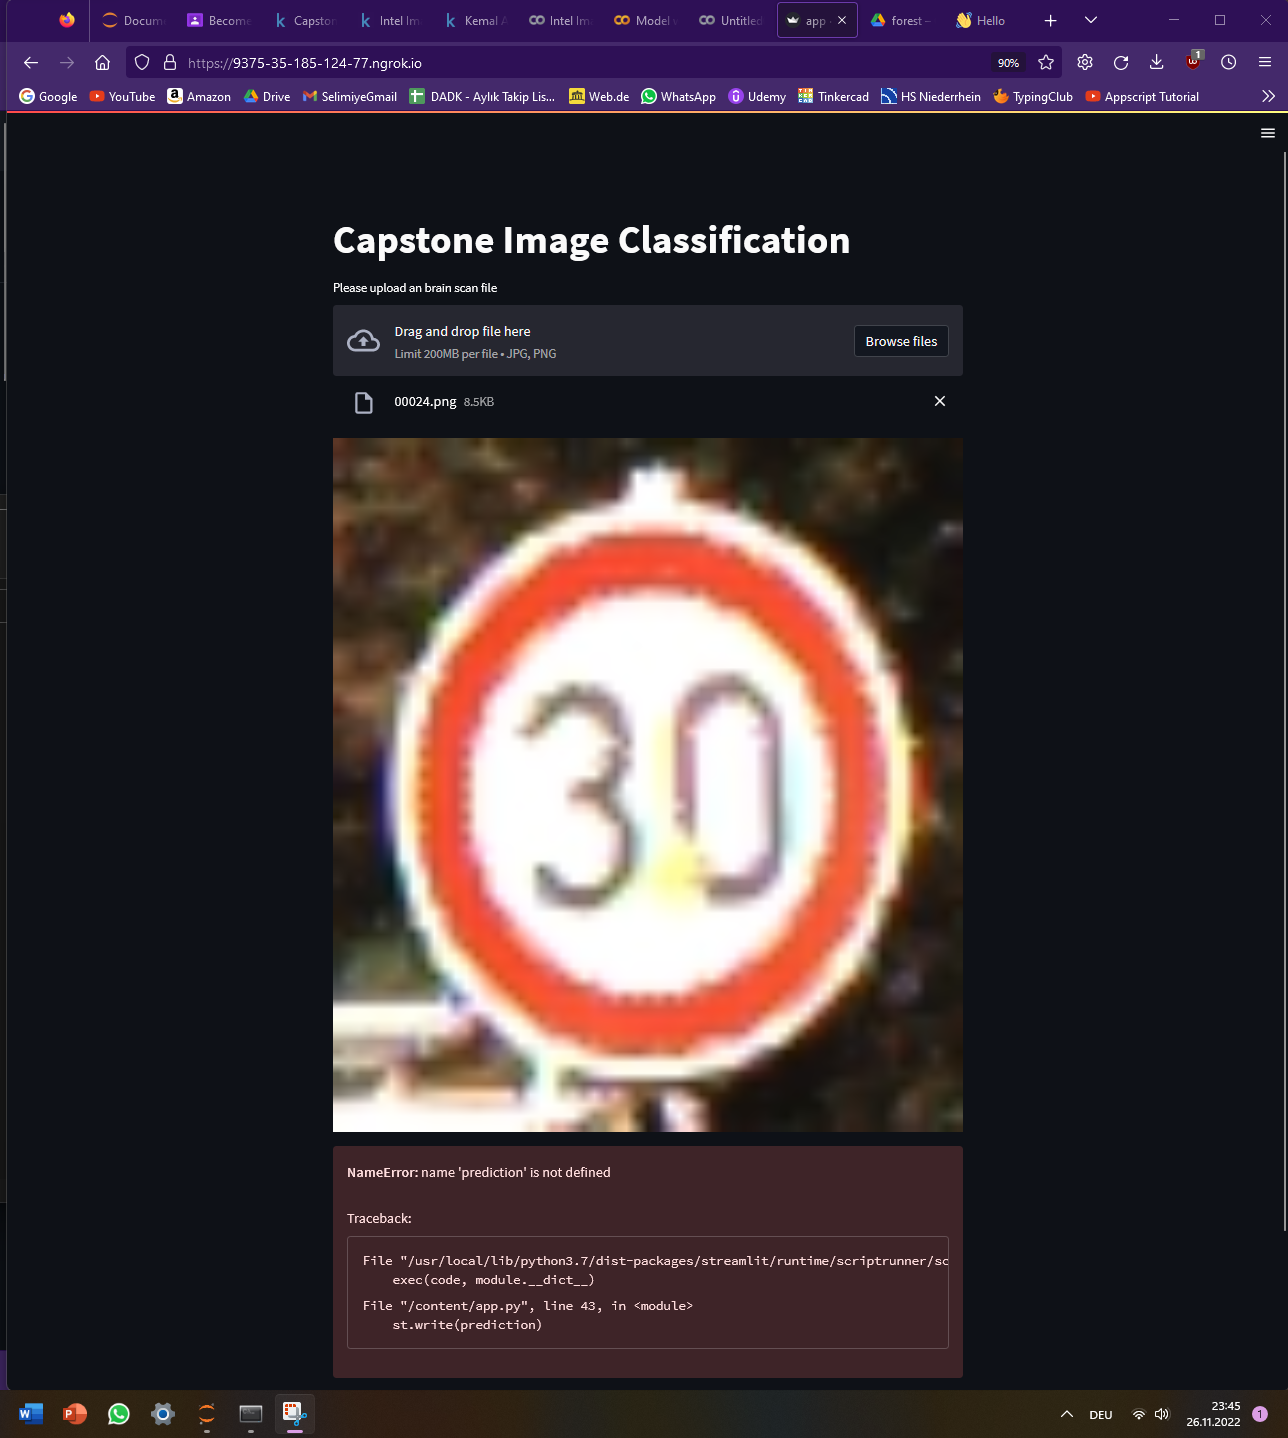 Docum
Become
Capston
Intel Im
Kemal A
Intel Im
Model v
Untitled
app -
forest –
Hello
https://9375-35-185-124-77.ngrok.io
90%
1
Google
YouTube
Amazon
Drive
SelimiyeGmail
DADK - Aylık Takip Lis...
Web.de
WhatsApp
Udemy
Tinkercad
HS Niederrhein
TypingClub
Appscript Tutorial
Capstone Image Classification
Please upload an brain scan file
Drag and drop file here
Limit 200MB per file • JPG, PNG
Browse files
00024.png 8.5KB
30
NameError: name 'prediction' is not defined
Traceback:
File "/usr/local/lib/python3.7/dist-packages/streamlit/runtime/scriptrunner/sc
exec(code, module.__dict__)
File "/content/app.py", line 43, in <module>
st.write(prediction)
DEU
23:45
26.11.2022
1